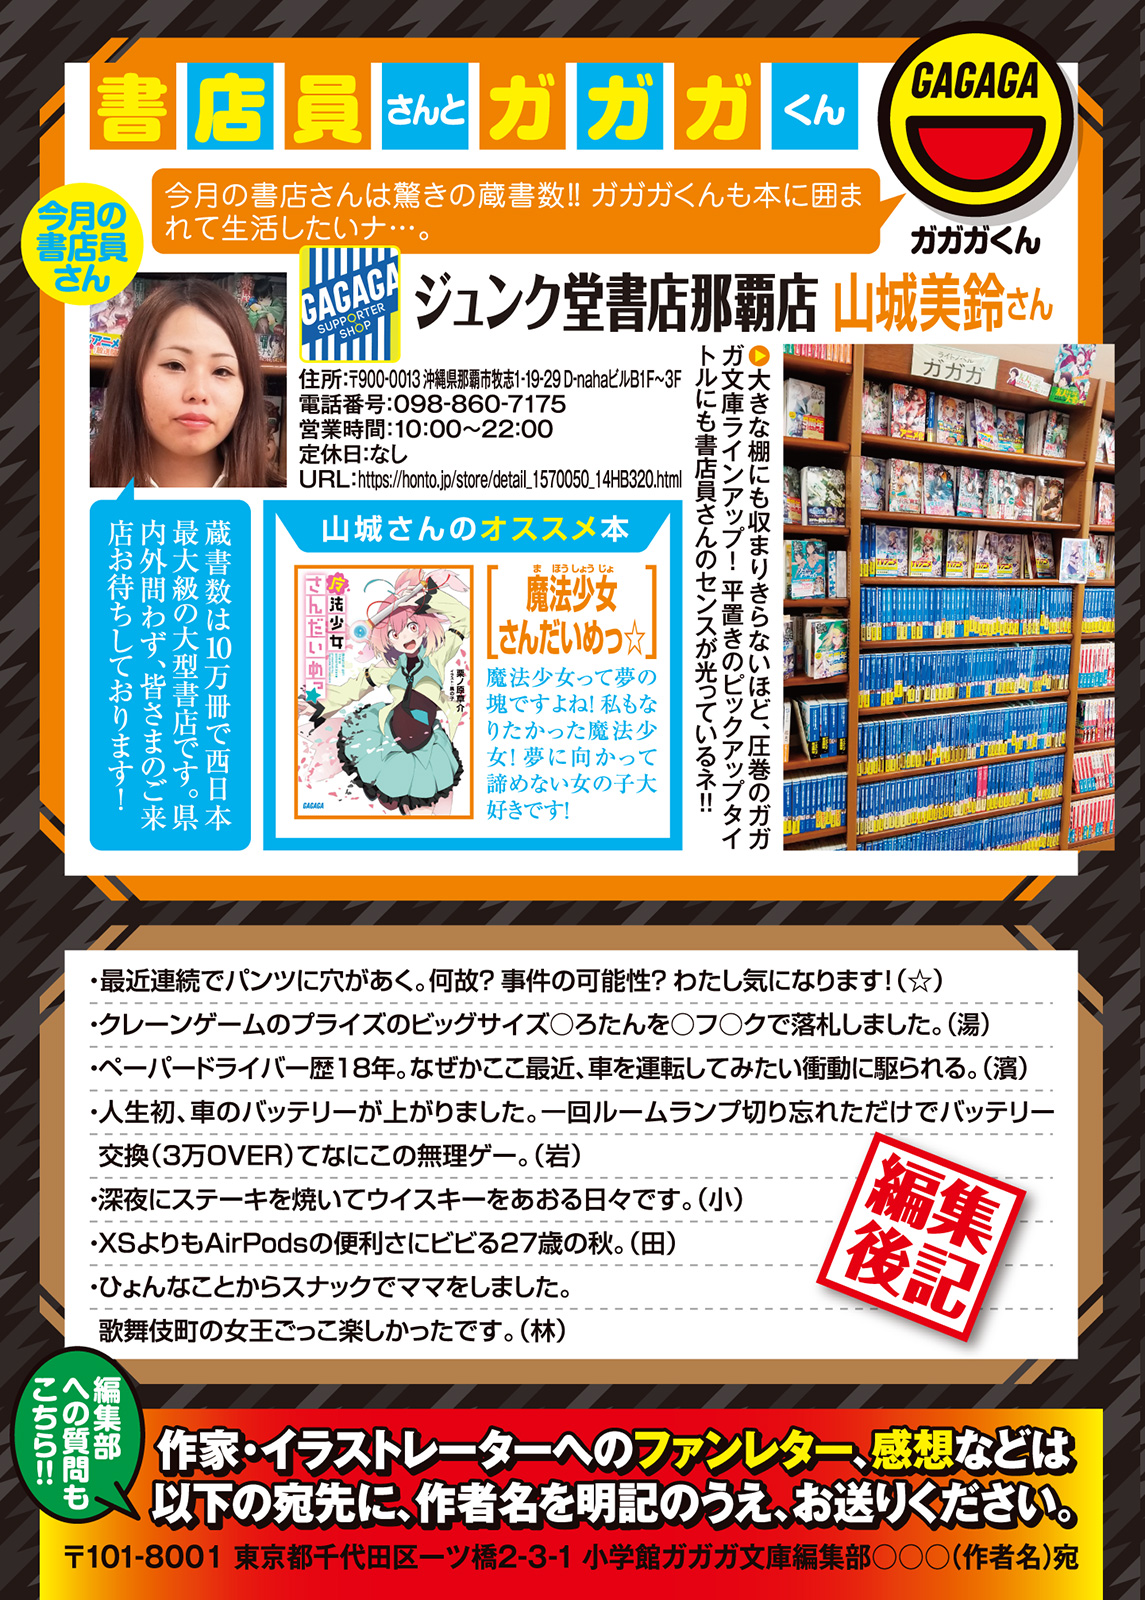 書店員さんとガガガくん
GAGAGA
ガガガくん
今月の書店さんは驚きの蔵書数!! ガガガくんも本に囲ま
れて生活したいナ…。
今月の
書店員
さん
GAGAGA
SUPPORTER
SHOP
ジュンク堂書店那覇店 山城美鈴さん
住所:〒900-0013 沖縄県那覇市牧志1-19-29 D-nahaビルB1F〜3F
電話番号:098-860-7175
営業時間:10:00〜22:00
定休日:なし
URL:https://honto.jp/store/detail_1570050_14HB320.html
蔵書数は10万冊で西日本
最大級の大型書店です。県
内外問わず、皆さまのご来
店お待ちしております!
山城さんのオススメ本
魔法少女
さんだいめっ☆
栗ノ原草介
GAGAGA
まほうしょうじょ
魔法少女
さんだいめっ☆
魔法少女って夢の
塊ですよね! 私もな
りたかった魔法少
女! 夢に向かって
諦めない女の子大
好きです!
大きな棚にも収まりきらないほど、圧巻のガガ
ガ文庫ラインアップ! 平置きのピックアップタイ
トルにも書店員さんのセンスが光っているネ!!
ライトノベル
ガガガ
・最近連続でパンツに穴があく。何故? 事件の可能性? わたし気になります!(☆)
・クレーンゲームのプライズのビッグサイズ○ろたんを○フ○クで落札しました。(湯)
・ペーパードライバー歴18年。なぜかここ最近、車を運転してみたい衝動に駆られる。(濱)
・人生初、車のバッテリーが上がりました。一回ルームランプ切り忘れただけでバッテリー
交換(3万OVER)てなにこの無理ゲー。(岩)
・深夜にステーキを焼いてウイスキーをあおる日々です。(小)
・XSよりもAirPodsの便利さにビビる27歳の秋。(田)
・ひょんなことからスナックでママをしました。
歌舞伎町の女王ごっこ楽しかったです。(林)
編集
後記
編集部
への質問も
こちら!!
作家・イラストレーターへのファンレター、感想などは
以下の宛先に、作者名を明記のうえ、お送りください。
〒101-8001 東京都千代田区一ツ橋2-3-1 小学館ガガガ文庫編集部○○○(作者名)宛